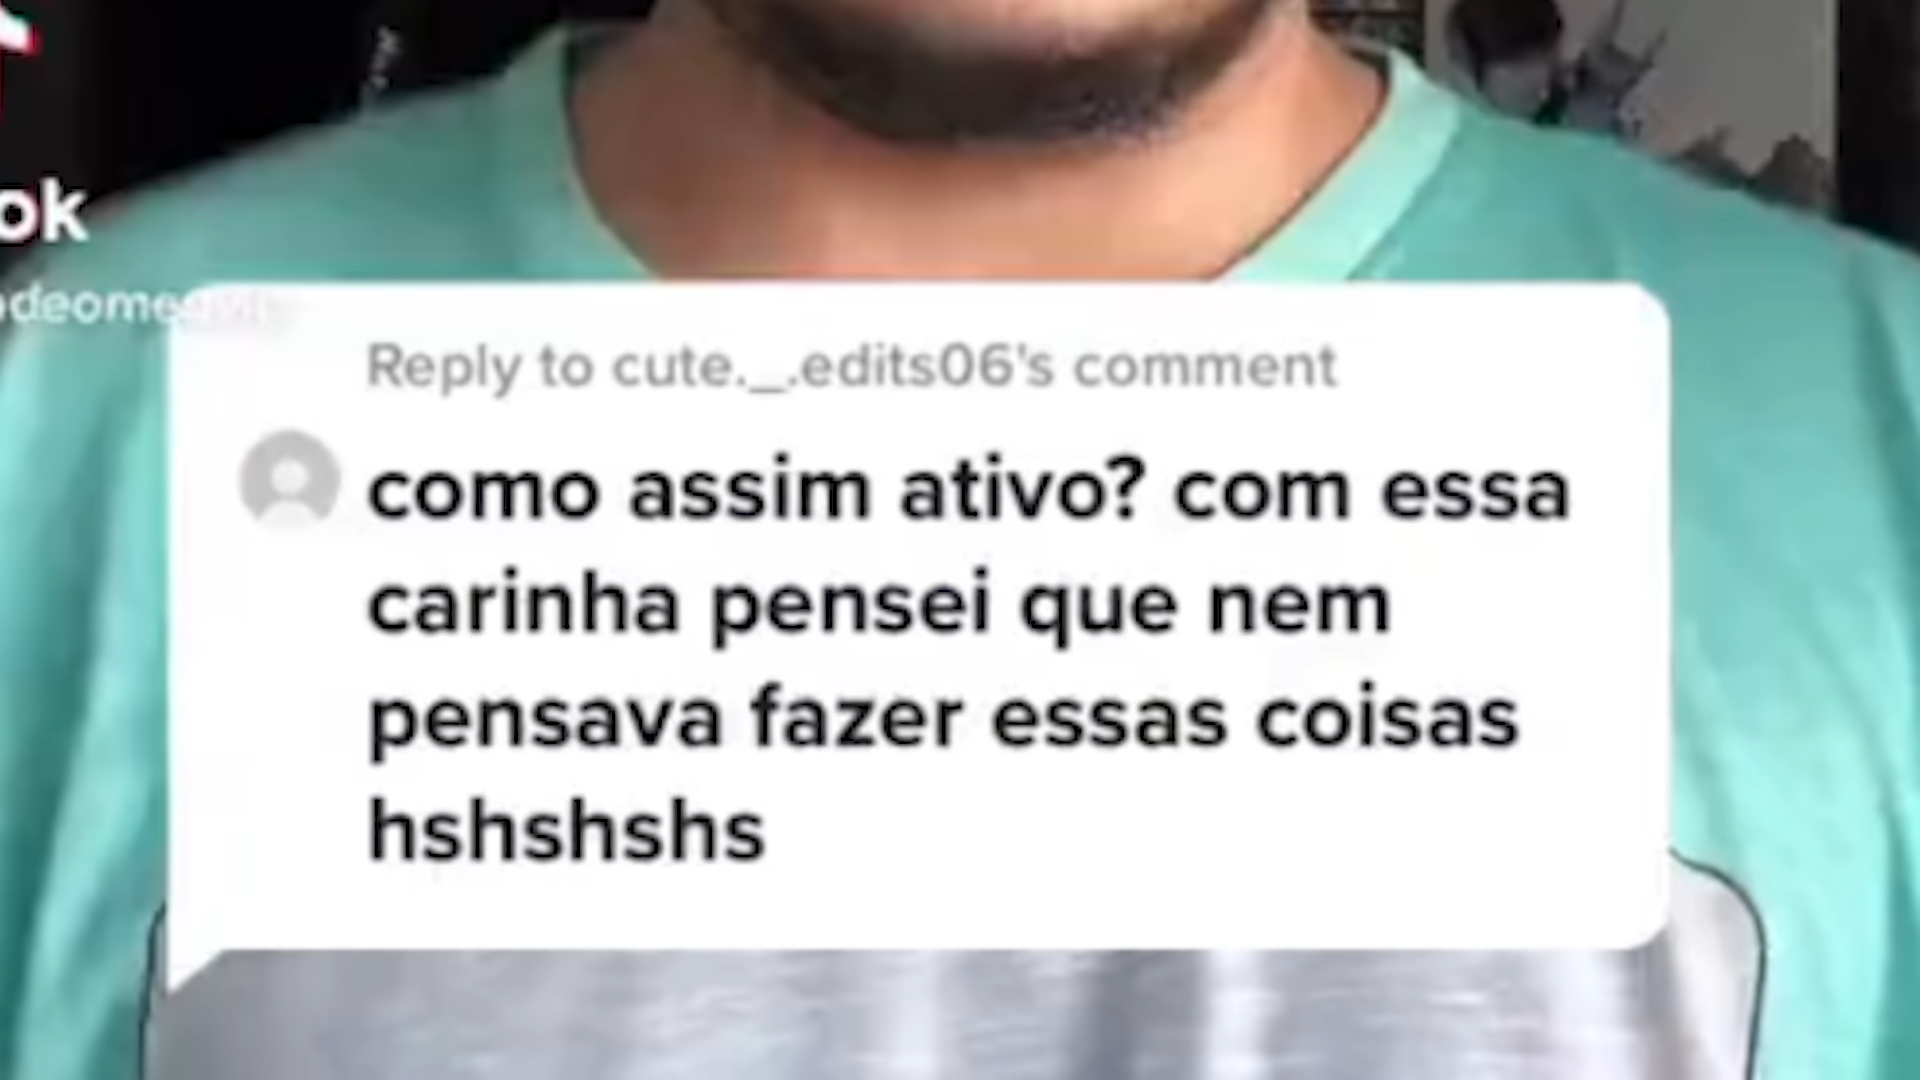 ok
Reply to cute._.edits06's comment
como assim ativo? com essa
carinha pensei que nem
pensava fazer essas coisas
hshshshs